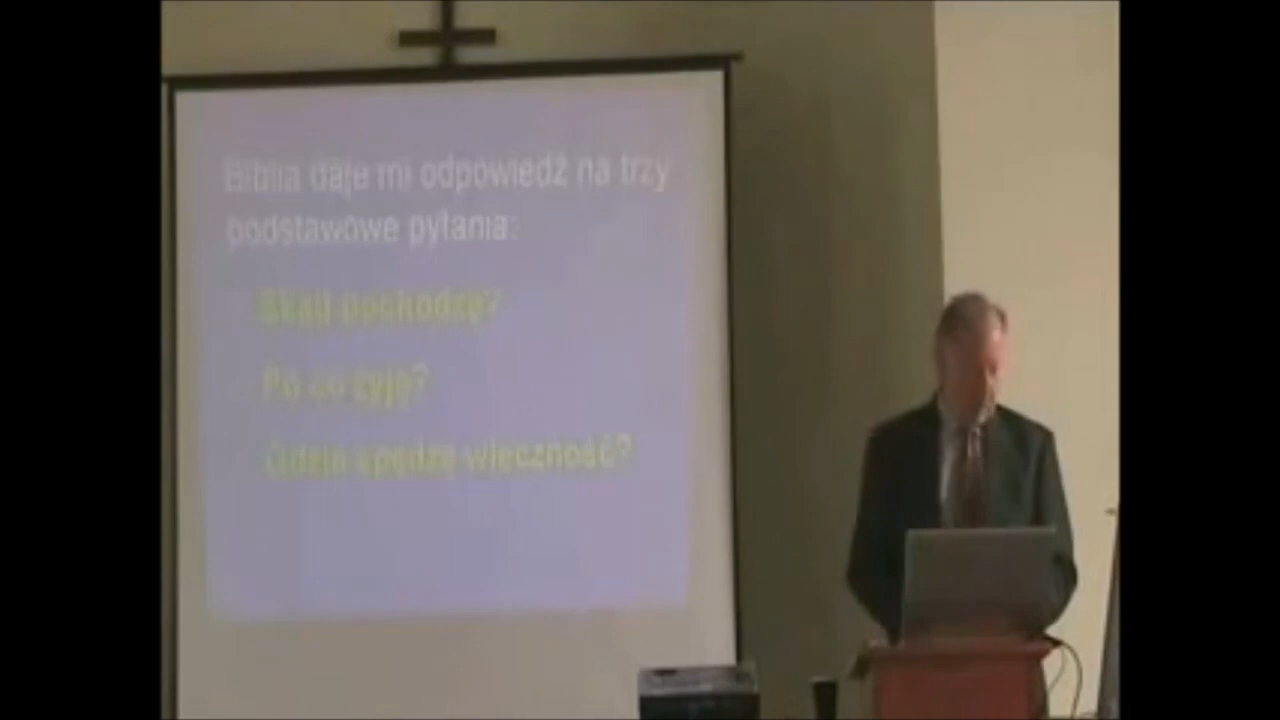 Biblia daje mi odpowiedź na trzy
podstawowe pytania:
Skąd pochodzę?
Po co żyję?
Gdzie spędzę wieczność?